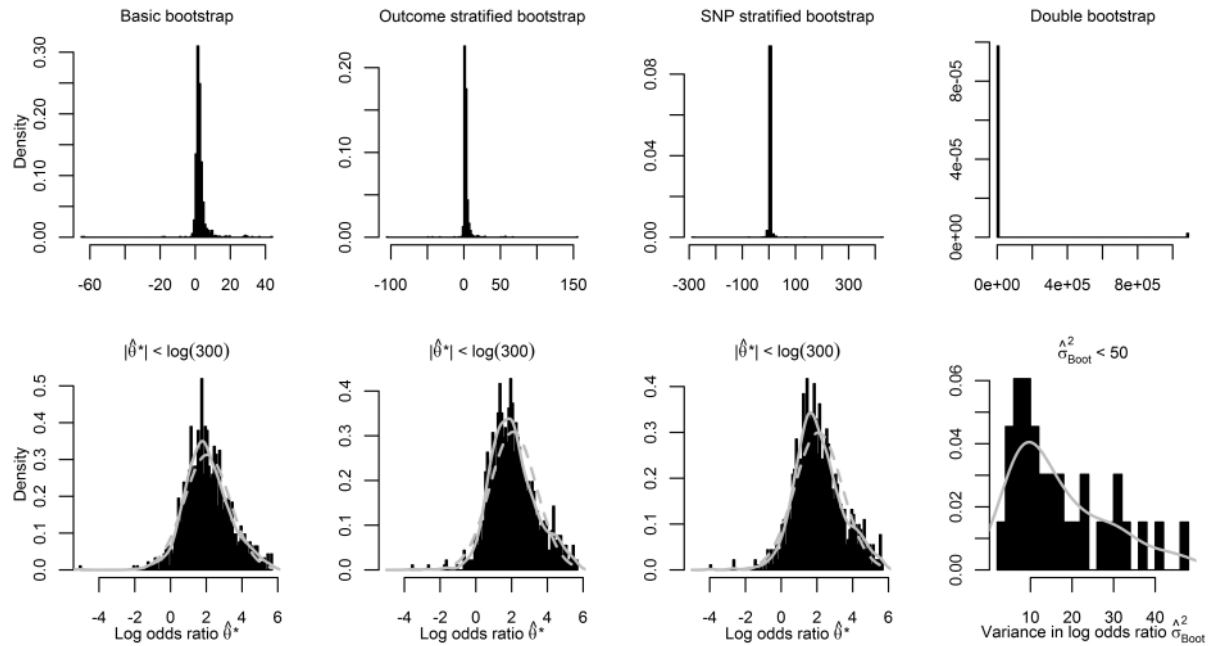 Basic bootstrap
Density
0.00 0.10 0.20 0.30
-60 -20 0 20 40
Outcome stratified bootstrap
0.00 0.10 0.20
-100 0 50 150
SNP stratified bootstrap
0.00 0.04 0.08
-300 -100 100 300
Double bootstrap
0e+00 4e-05 8e-05
0e+00 4e+05 8e+05
|θ̂*| < log(300)
Density
0.0 0.1 0.2 0.3 0.4 0.5
-4 -2 0 2 4 6
Log odds ratio θ̂*
|θ̂*| < log(300)
0.0 0.1 0.2 0.3 0.4
-4 -2 0 2 4 6
Log odds ratio θ̂*
|θ̂*| < log(300)
0.0 0.1 0.2 0.3 0.4
-4 -2 0 2 4 6
Log odds ratio θ̂*
σ̂²Boot < 50
0.00 0.02 0.04 0.06
10 20 30 40
Variance in log odds ratio σ̂²Boot